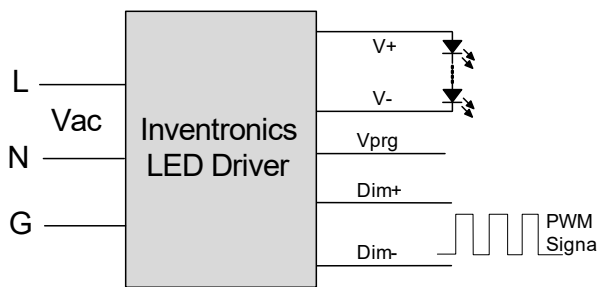 L
Vac
N
G
Inventronics
LED Driver
V+
V-
Vprg
Dim+
Dim-
PWM
Signa